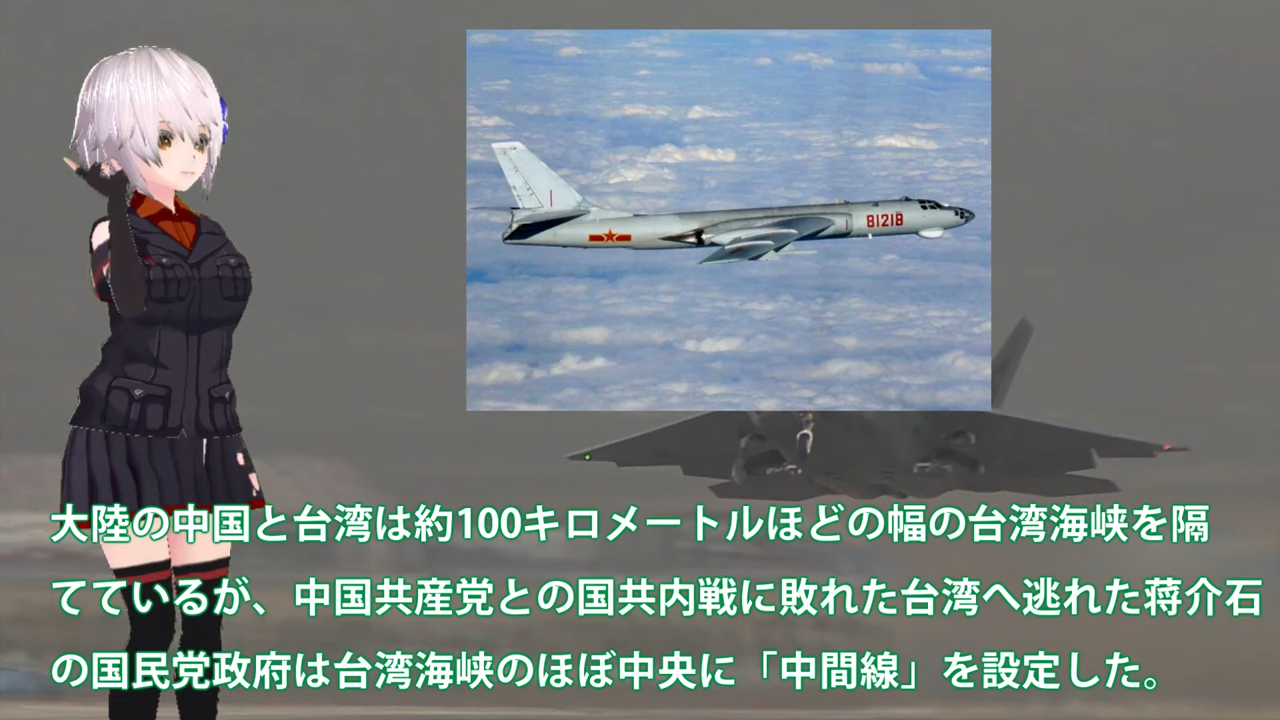 81218
大陸の中国と台湾は約100キロメートルほどの幅の台湾海峡を隔
てているが、中国共産党との国共内戦に敗れた台湾へ逃れた蒋介石
の国民党政府は台湾海峡のほぼ中央に「中間線」を設定した。